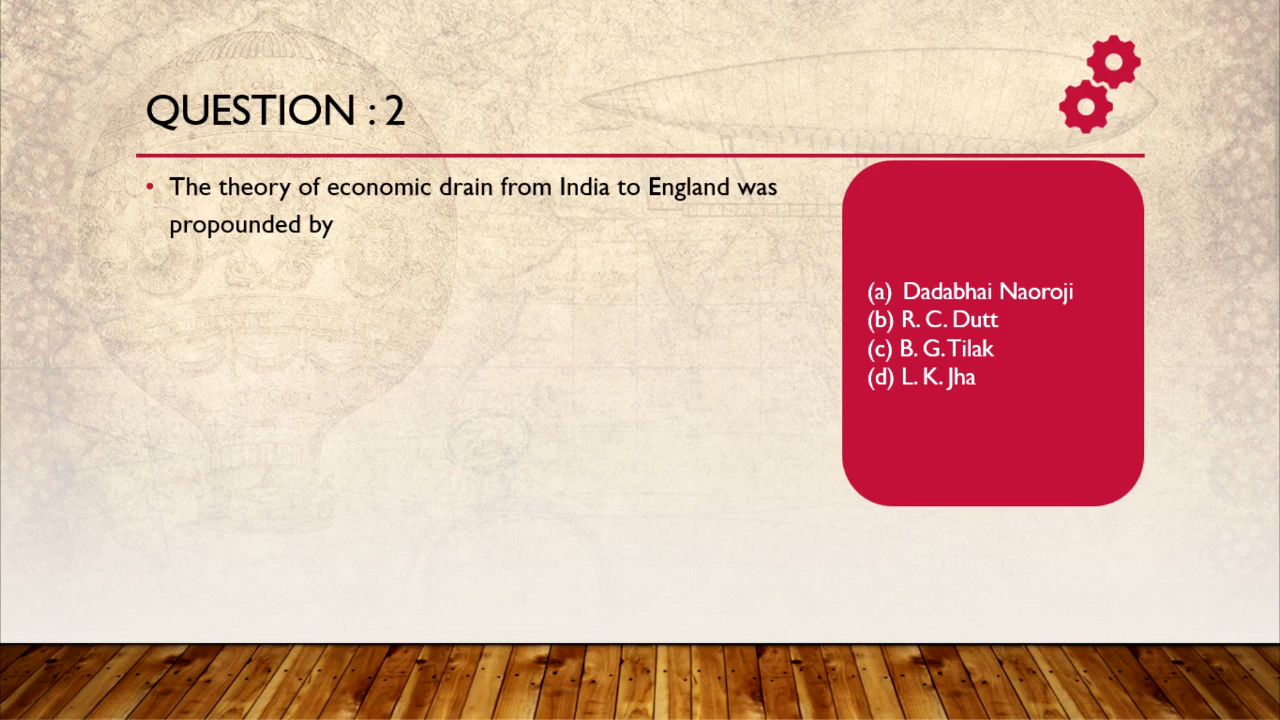 QUESTION : 2
• The theory of economic drain from India to England was
propounded by
(a) Dadabhai Naoroji
(b) R. C. Dutt
(c) B. G. Tilak
(d) L. K. Jha